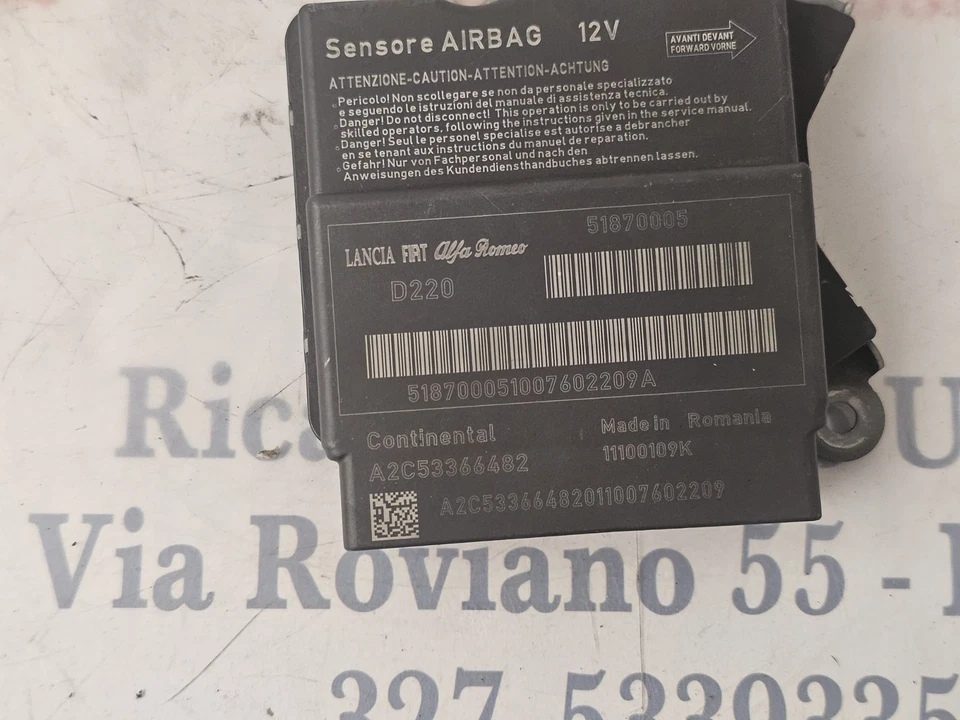 Sensore AIRBAG 12V
AVANTI DEVANT
FORWARD VORNE
ATTENZIONE-CAUTION-ATTENTION-ACHTUNG
Pericolo! Non scollegare se non da personale specializzato
e seguendo le istruzioni del manuale di assistenza tecnica.
Danger! Do not disconnect! This operation is only to be carried out by
skilled operators, following the instructions given in the service manual.
Danger! Seul le personel specialise est autorise a debrancher
en se tenant aux instructions du manuel de reparation.
Gefahr! Nur von Fachpersonal und nach den
Anweisungen des Kundendiensthandbuches abtrennen lassen.
51870005
LANCIA FIAT Alfa Romeo
D220
518700051007602209A
Continental Made in Romania
A2C53366482 11100109K
A2C53366482011007602209
Via Roviano 55 -